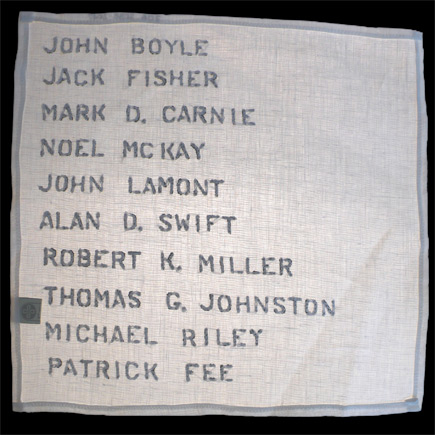 JOHN BOYLE
JACK FISHER
MARK D. CARNIE
NOEL MCKAY
JOHN LAMONT
ALAN D. SWIFT
ROBERT K. MILLER
THOMAS G. JOHNSTON
MICHAEL RILEY
PATRICK FEE